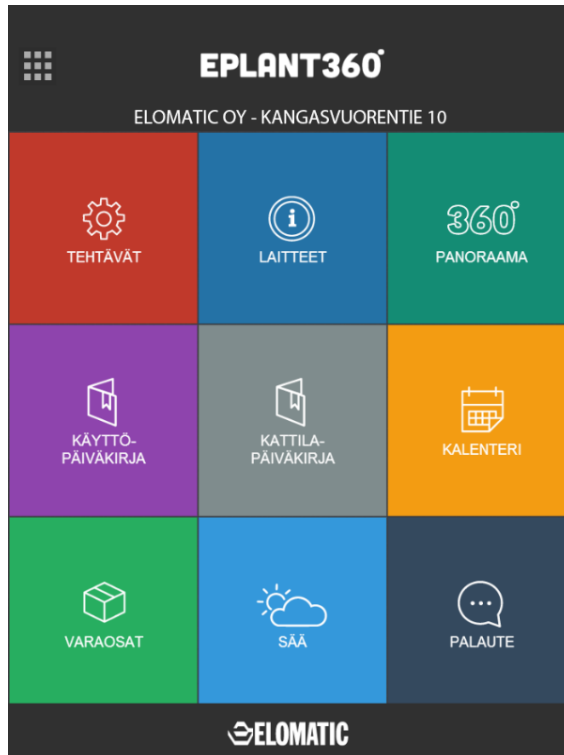 EPLANT360°
ELOMATIC OY - KANGASVUORENTIE 10
TEHTÄVÄT
LAITTEET
360°
PANORAAMA
KÄYTTÖ-
PÄIVÄKIRJA
KATTILA-
PÄIVÄKIRJA
KALENTERI
VARAOSAT
SÄÄ
PALAUTE
ELOMATIC